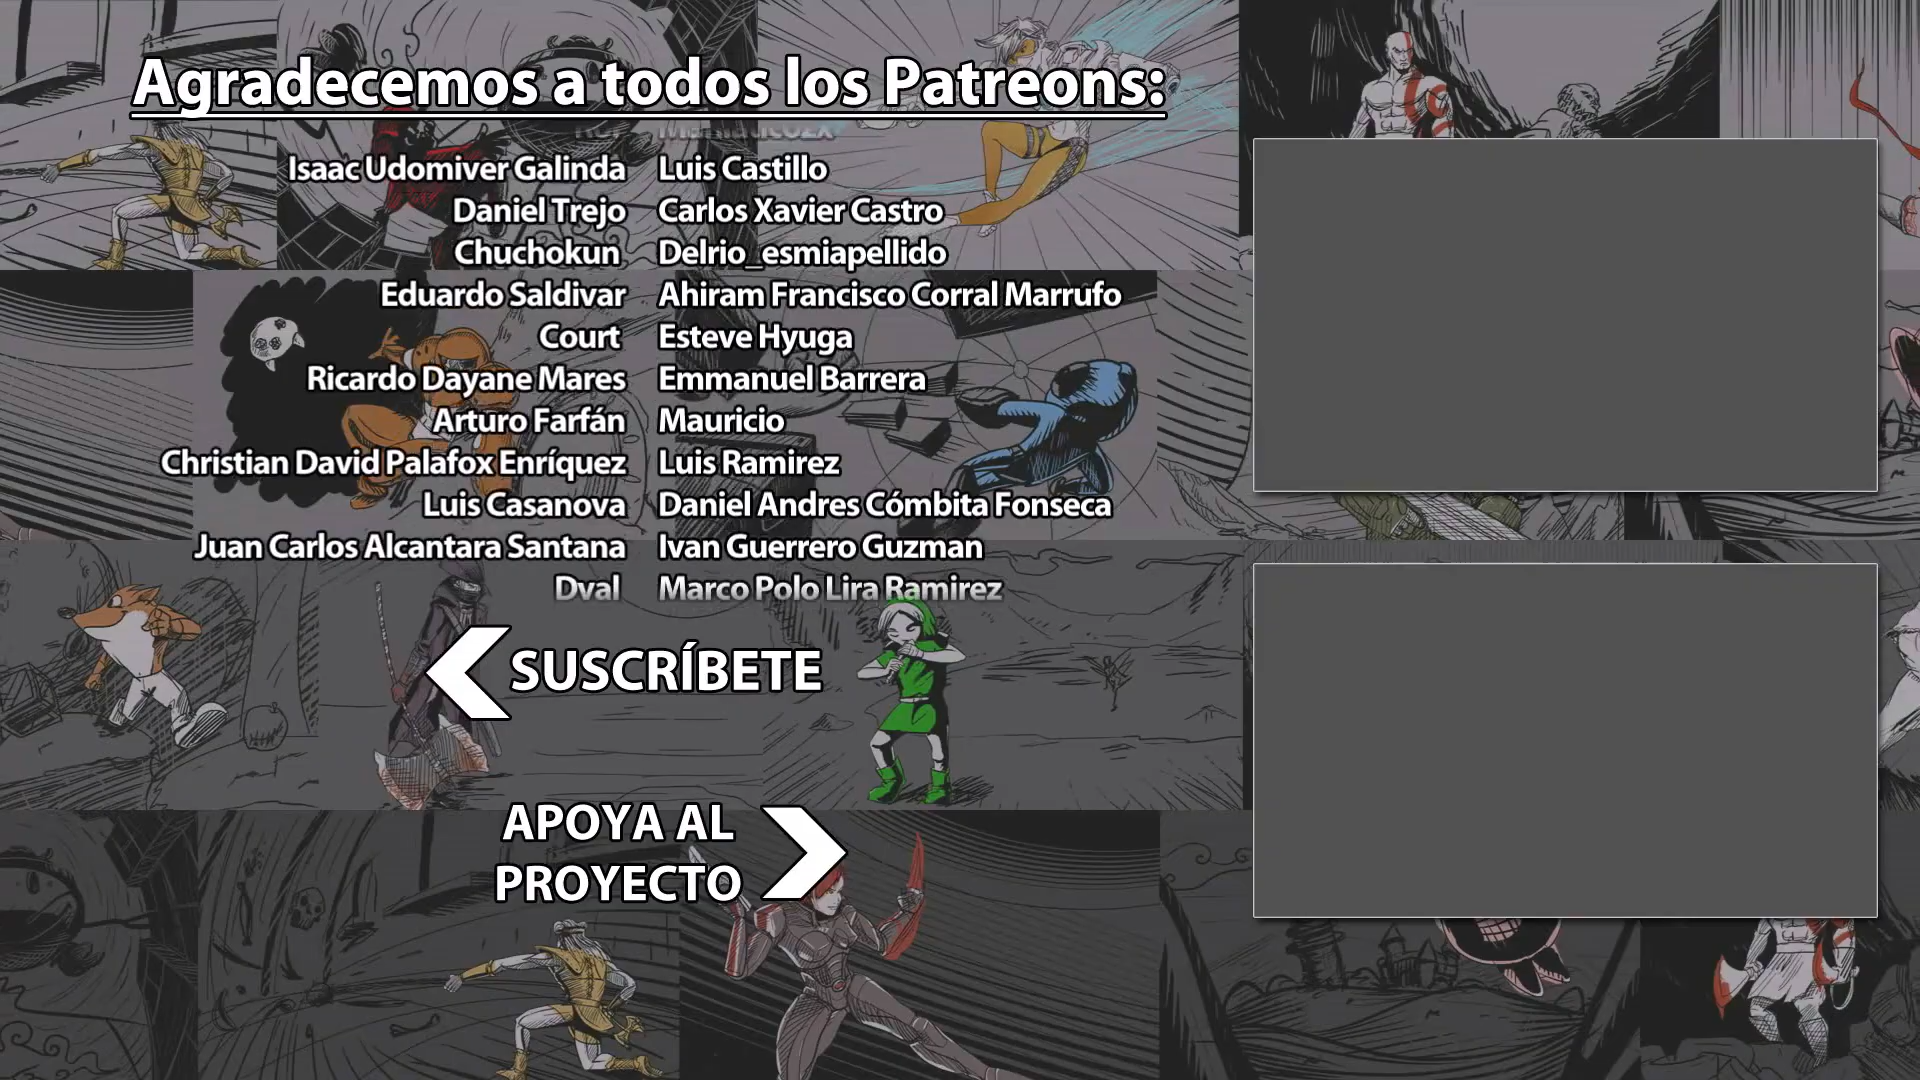 Agradecemos a todos los Patreons:
Isaac Udomiver Galinda Luis Castillo
Daniel Trejo Carlos Xavier Castro
Chuchokun Delrio_esmiapellido
Eduardo Saldivar Ahiram Francisco Corral Marrufo
Court Esteve Hyuga
Ricardo Dayane Mares Emmanuel Barrera
Arturo Farfán Mauricio
Christian David Palafox Enríquez Luis Ramirez
Luis Casanova Daniel Andres Cómbita Fonseca
Juan Carlos Alcantara Santana Ivan Guerrero Guzman
Dval Marco Polo Lira Ramirez
SUSCRÍBETE
APOYA AL
PROYECTO